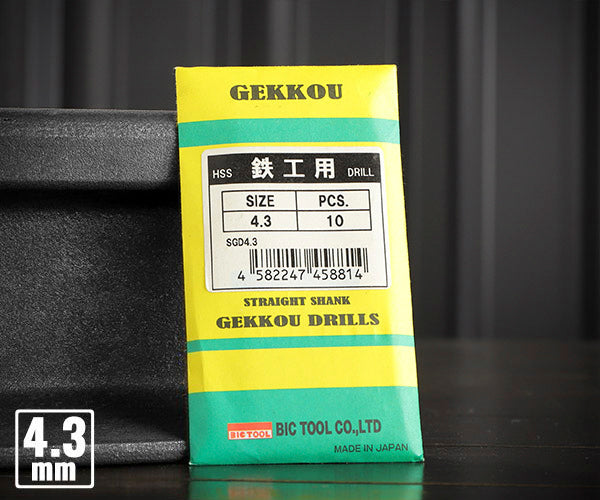 GEKKOU
HSS 鉄工用 DRILL
SIZE PCS.
4.3 10
SGD4.3
4 582247 458814
STRAIGHT SHANK
GEKKOU DRILLS
BIC TOOL BIC TOOL CO.,LTD
MADE IN JAPAN
4.3
mm